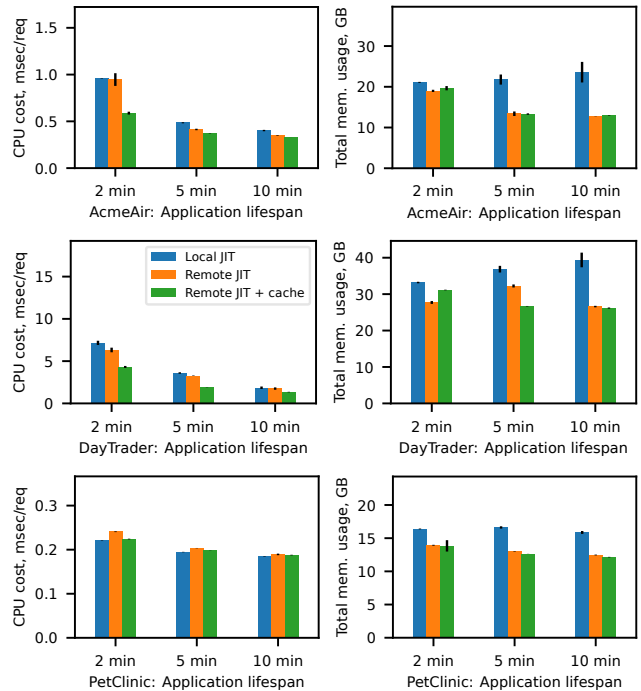 CPU cost, msec/req
1.5
1.0
0.5
0.0
2 min 5 min 10 min
AcmeAir: Application lifespan
Total mem. usage, GB
30
20
10
0
2 min 5 min 10 min
AcmeAir: Application lifespan
CPU cost, msec/req
15
10
5
0
Local JIT
Remote JIT
Remote JIT + cache
2 min 5 min 10 min
DayTrader: Application lifespan
Total mem. usage, GB
40
30
20
10
0
2 min 5 min 10 min
DayTrader: Application lifespan
CPU cost, msec/req
0.3
0.2
0.1
0.0
2 min 5 min 10 min
PetClinic: Application lifespan
Total mem. usage, GB
20
15
10
5
0
2 min 5 min 10 min
PetClinic: Application lifespan